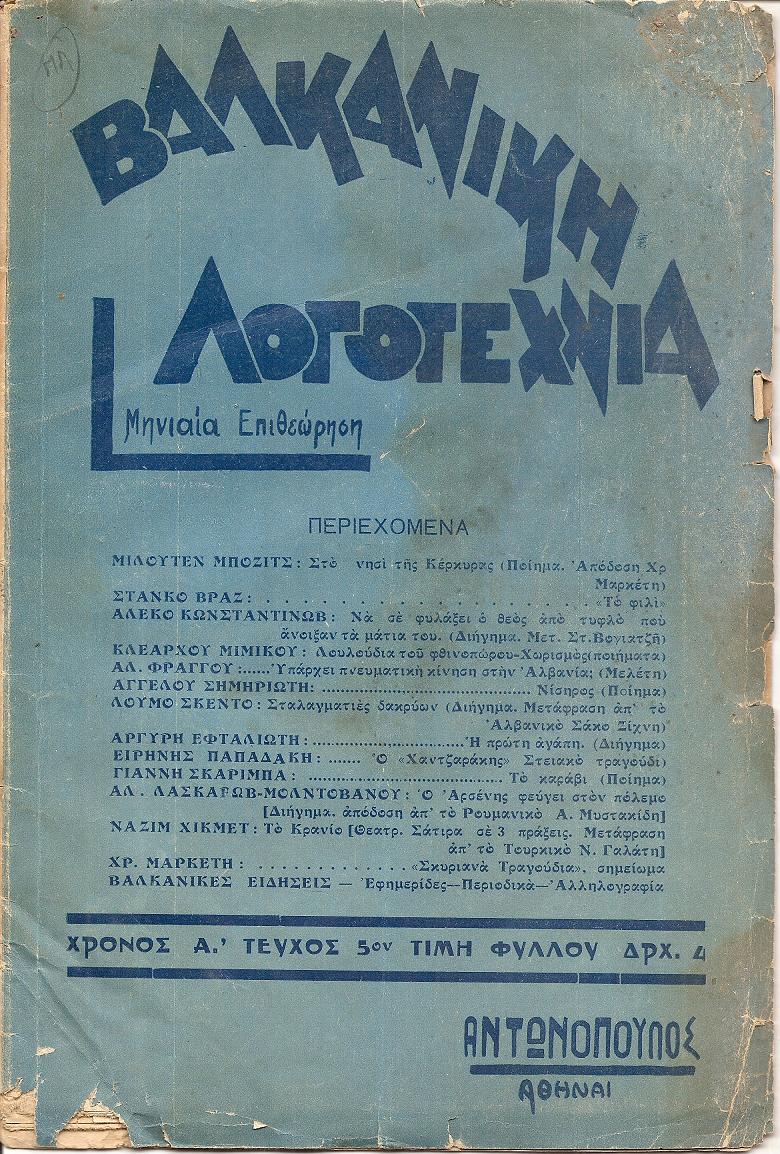 ΗΛ
ΒΑΛΚΑΝΙΚΗ
ΛΟΓΟΤΕΧΝΙΑ
Μηνιαία Επιθεώρηση
ΠΕΡΙΕΧΟΜΕΝΑ
ΜΙΛΟΥΤΕΝ ΜΠΟΖΙΤΣ: Στὸ νησὶ τῆς Κέρκυρας (Ποίημα. Ἀπόδοση Χρ
Μαρκέτη)
ΣΤΑΝΚΟ ΒΡΑΖ: . . . . . . . . . . . . . . . . . . . . . «Τὸ φιλὶ»
ΑΛΕΚΟ ΚΩΝΣΤΑΝΤΙΝΩΒ: Νὰ σὲ φυλάξει ὁ θεὸς ἀπὸ τυφλὸ ποὺ
ἄνοιξαν τὰ μάτια του. (Διήγημα. Μετ. Στ. Βογιατζῆ)
ΚΛΕΑΡΧΟΥ ΜΙΜΙΚΟΥ: Λουλούδια τοῦ φθινοπώρου-Χωρισμὸς(ποιήματα)
ΑΛ. ΦΡΑΓΓΟΥ:......Ὑπάρχει πνευματικὴ κίνηση στὴν Ἀλβανία; (Μελέτη)
ΑΓΓΕΛΟΥ ΣΗΜΗΡΙΩΤΗ: ................................................ Νίσηρος (Ποίημα)
ΛΟΥΜΟ ΣΚΕΝΤΟ: Σταλαγματιὲς δακρύων (Διήγημα. Μετάφραση ἀπ' τὸ
Ἀλβανικὸ Σάκο Ζίχνη)
ΑΡΓΥΡΗ ΕΦΤΑΛΙΩΤΗ: ..................................Ἡ πρώτη ἀγάπη. (Διήγημα)
ΕΙΡΗΝΗΣ ΠΑΠΑΔΑΚΗ: ....... Ὁ «Χαντζαράκης» Στειακὸ τραγούδι)
ΓΙΑΝΝΗ ΣΚΑΡΙΜΠΑ: ............................................ Τὸ καράβι (Ποίημα)
ΑΛ. ΛΑΣΚΑΡΩΒ-ΜΟΛΝΤΟΒΑΝΟΥ: Ὁ Ἀρσένης φεύγει στὸν πόλεμο
[Διήγημα. ἀπόδοση ἀπ' τὸ Ρουμανικὸ Α. Μυστακίδη]
ΝΑΖΙΜ ΧΙΚΜΕΤ: Τὸ Κρανίο [Θεατρ. Σάτιρα σὲ 3 πράξεις. Μετάφραση
ἀπ' τὸ Τουρκικὸ Ν. Γαλάτη]
ΧΡ. ΜΑΡΚΕΤΗ: . . . . . . . . . . . . «Σκυριανὰ Τραγούδια». σημείωμα
ΒΑΛΚΑΝΙΚΕΣ ΕΙΔΗΣΕΙΣ — Ἐφημερίδες—Περιοδικὰ—Ἀλληλογραφία
ΧΡΟΝΟΣ Α.' ΤΕΥΧΟΣ 5ον ΤΙΜΗ ΦΥΛΛΟΥ ΔΡΧ. 4
ΑΝΤΩΝΟΠΟΥΛΟΣ
ΑΘΗΝΑΙ